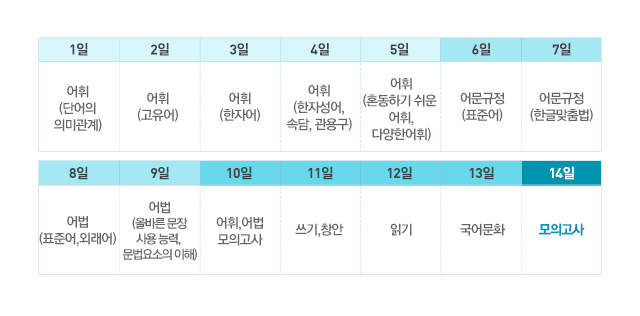 1일 2일 3일 4일 5일 6일 7일
어휘
(단어의
의미관계)
어휘
(고유어)
어휘
(한자어)
어휘
(한자성어,
속담, 관용구)
어휘
(혼동하기 쉬운
어휘,
다양한어휘)
어문규정
(표준어)
어문규정
(한글맞춤법)
8일 9일 10일 11일 12일 13일 14일
어법
(표준어,외래어)
어법
(올바른 문장
사용 능력,
문법요소의 이해)
어휘,어법
모의고사
쓰기,창안
읽기
국어문화
모의고사